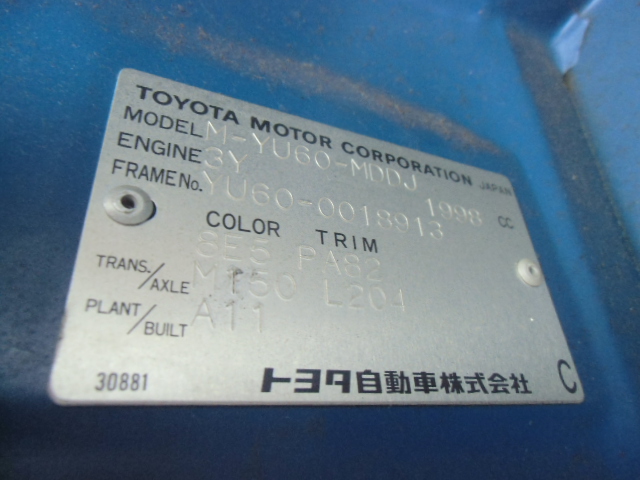 TOYOTA MOTOR CORPORATION JAPAN
MODEL M-YU60-MDDJ
ENGINE 3Y 1998 CC
FRAME No. YU60-0018913
COLOR TRIM
8E5 PA82
TRANS./AXLE M150 L204
PLANT/BUILT A11
30881 トヨタ自動車株式会社 C